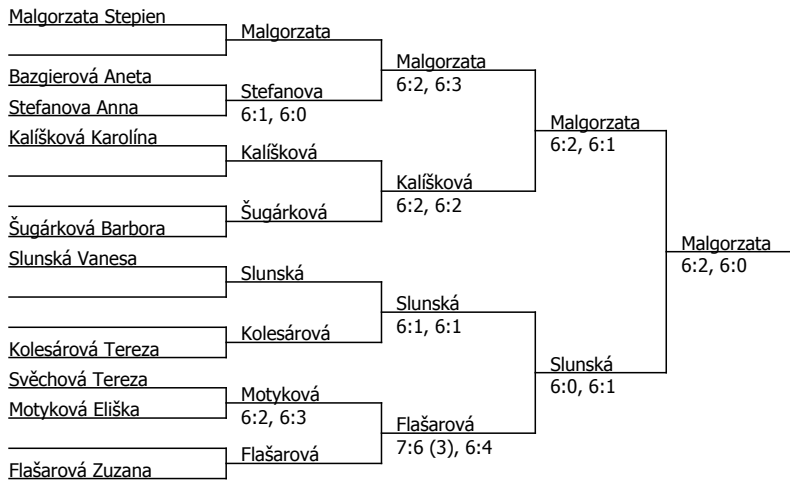 Malgorzata Stepien
Bazgierová Aneta
Stefanova Anna
Kalíšková Karolína
Šugárková Barbora
Slunská Vanesa
Kolesárová Tereza
Svěchová Tereza
Motyková Eliška
Flašarová Zuzana
Malgorzata
Stefanova
6:1, 6:0
Kalíšková
Šugárková
Slunská
Kolesárová
Motyková
6:2, 6:3
Flašarová
Malgorzata
6:2, 6:3
Kalíšková
6:2, 6:2
Slunská
6:1, 6:1
Flašarová
7:6 (3), 6:4
Malgorzata
6:2, 6:1
Slunská
6:0, 6:1
Malgorzata
6:2, 6:0